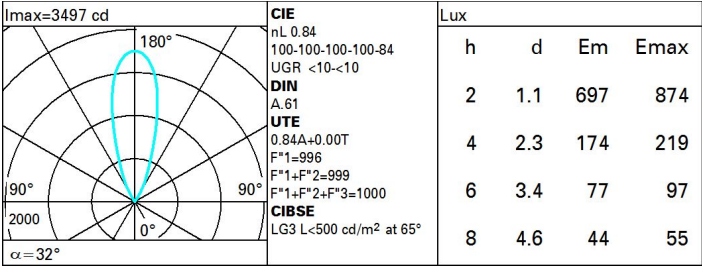 Imax=3497 cd
180°
90°
90°
2000
0°
α=32°
CIE
nL 0.84
100-100-100-100-84
UGR <10-<10
DIN
A.61
UTE
0.84A+0.00T
F"1=996
F"1+F"2=999
F"1+F"2+F"3=1000
CIBSE
LG3 L<500 cd/m² at 65°
Lux
h d Em Emax
2 1.1 697 874
4 2.3 174 219
6 3.4 77 97
8 4.6 44 55